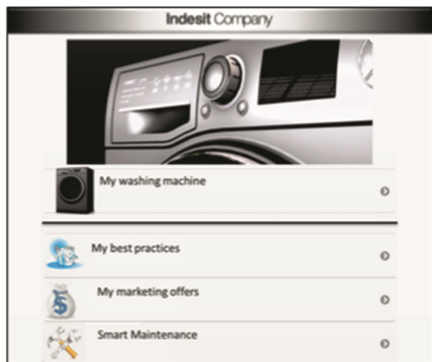 Indesit Company
My washing machine
My best practices
My marketing offers
Smart Maintenance